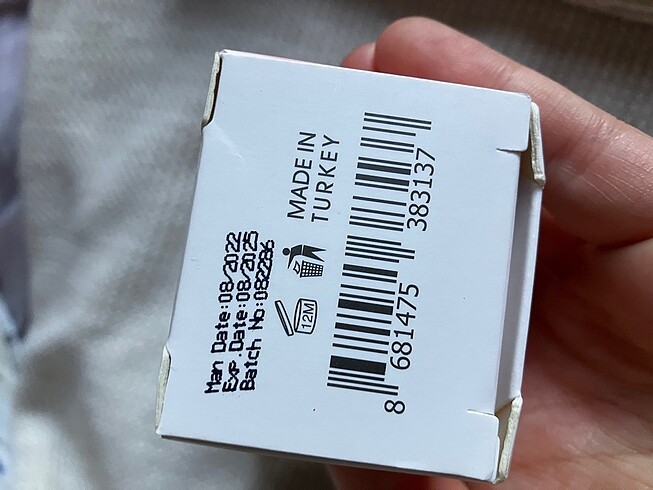 Man Date:08/2022
Exp.Date:08/2025
Batch No:082286
12M
MADE IN
TURKEY
8 681475 383137